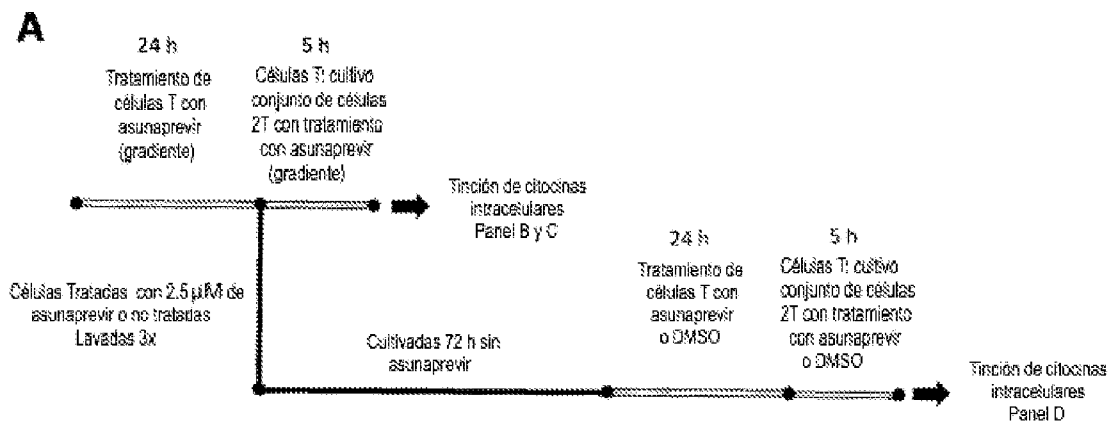 A
24 h
Tratamiento de
células T con
asunaprevir
(gradiente)
5 h
Células T: cultivo
conjunto de células
2T con tratamiento
con asunaprevir
(gradiente)
Tinción de citocinas
intracelulares
Panel B y C
Células Tratadas con 2.5 µM de
asunaprevir o no tratadas
Lavadas 3x
Cultivadas 72 h sin
asunaprevir
24 h
Tratamiento de
células T con
asunaprevir
o DMSO
5 h
Células T: cultivo
conjunto de células
2T con tratamiento
con asunaprevir
o DMSO
Tinción de citocinas
intracelulares
Panel D